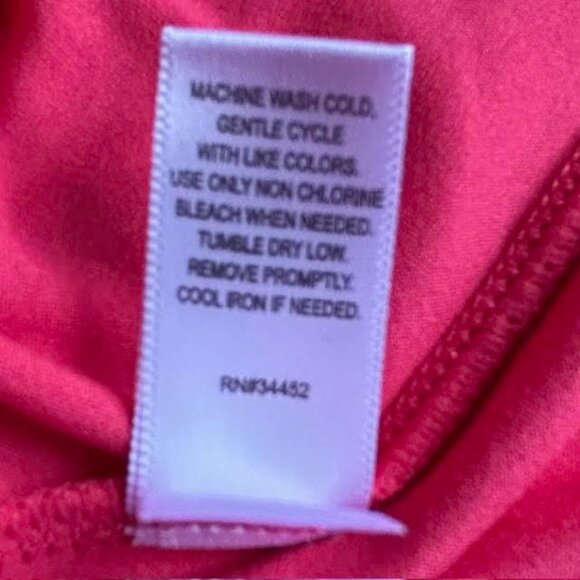 MACHINE WASH COLD,
GENTLE CYCLE
WITH LIKE COLORS.
USE ONLY NON CHLORINE
BLEACH WHEN NEEDED.
TUMBLE DRY LOW.
REMOVE PROMPTLY.
COOL IRON IF NEEDED.
RN#34452